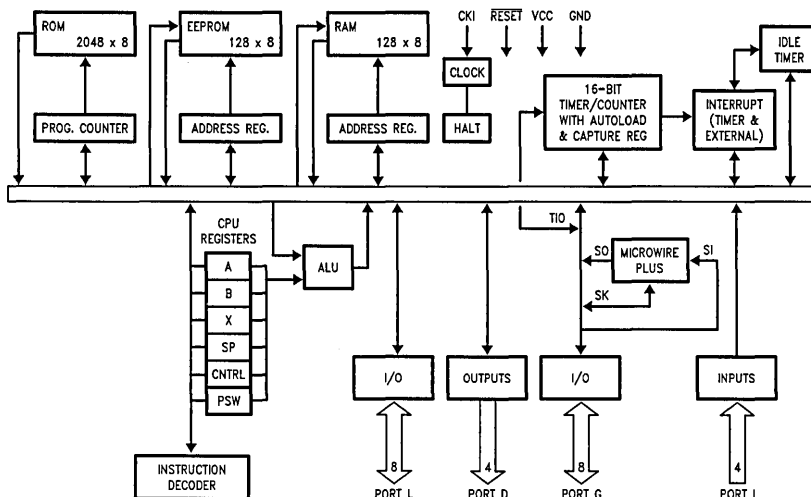 ROM
2048 x 8
EEPROM
128 x 8
RAM
128 x 8
CKI RESET VCC GND
IDLE
TIMER
CLOCK
16-BIT
TIMER/COUNTER
WITH AUTOLOAD
& CAPTURE REG
INTERRUPT
(TIMER &
EXTERNAL)
PROG. COUNTER
ADDRESS REG.
ADDRESS REG.
HALT
CPU
REGISTERS
TIO
A
B
X
SP
CNTRL
PSW
ALU
SO
MICROWIRE
PLUS
SI
SK
I/O
OUTPUTS
I/O
INPUTS
INSTRUCTION
DECODER
8
4
8
4
PORT L
PORT D
PORT G
PORT I